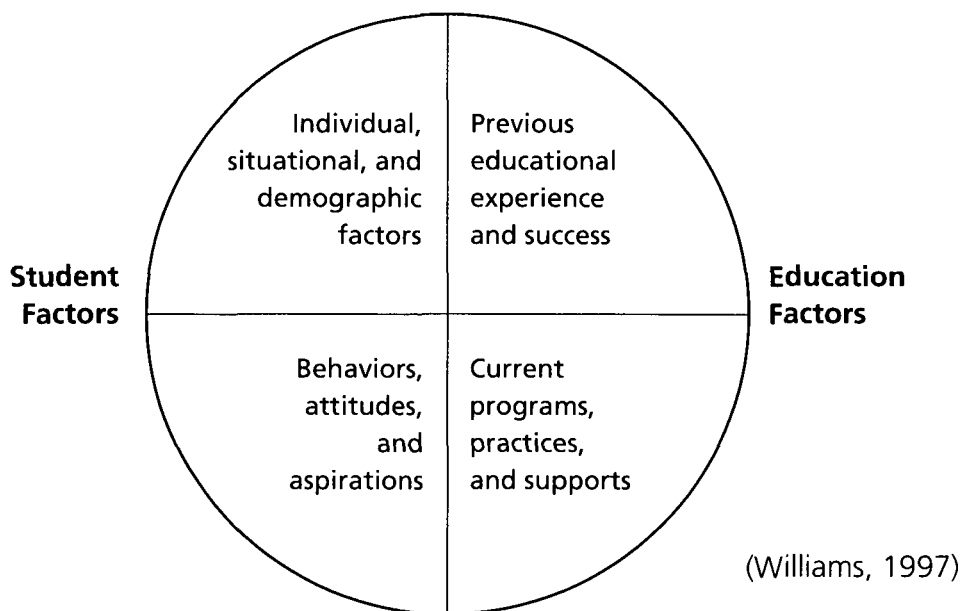 Individual,
situational, and
demographic
factors
Previous
educational
experience
and success
Student
Factors
Education
Factors
Behaviors,
attitudes,
and
aspirations
Current
programs,
practices,
and supports
(Williams, 1997)